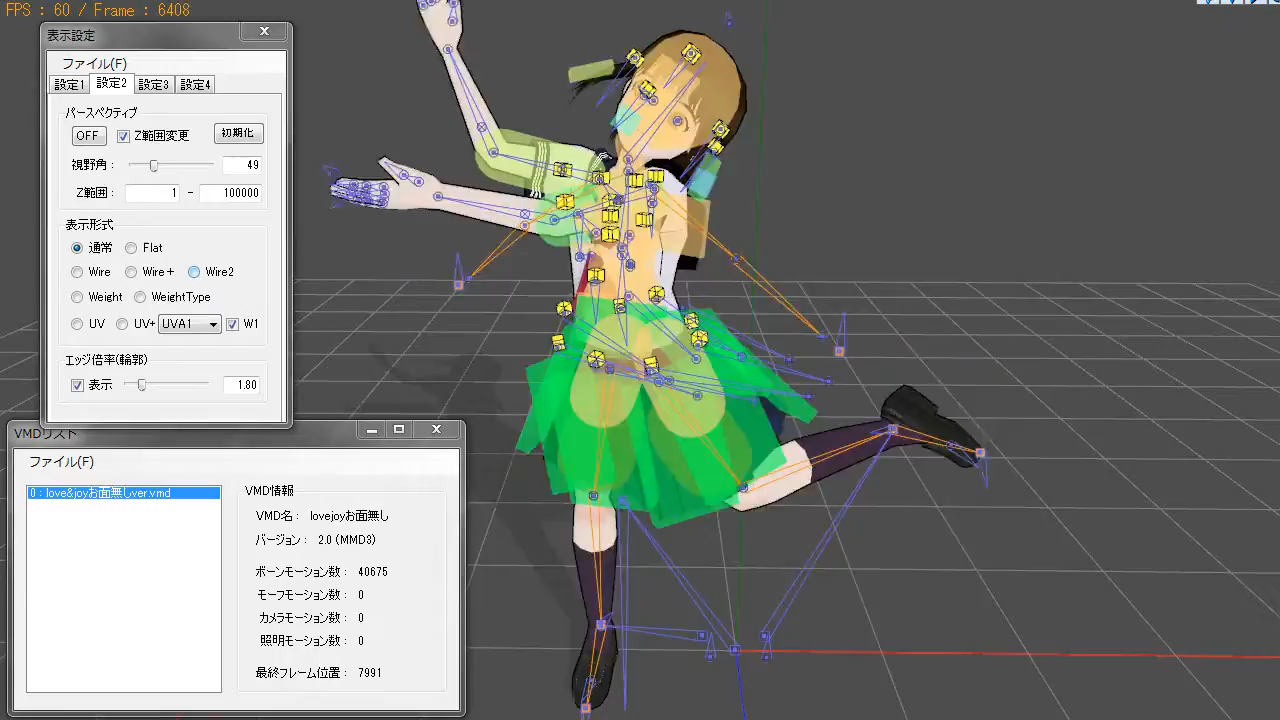 FPS : 60 / Frame : 6408
表示設定
ファイル(F)
設定1 設定2 設定3 設定4
パースペクティブ
OFF Z範囲変更 初期化
視野角 : 49
Z範囲 : 1 - 100000
表示形式
通常 Flat
Wire Wire+ Wire2
Weight WeightType
UV UV+ UVA1 W1
エッジ倍率(輪郭)
表示 1.80
VMDリスト
ファイル(F)
0 : love&joyお面無しver.vmd
VMD情報
VMD名 : lovejoyお面無し
バージョン : 2.0 (MMD3)
ボーンモーション数 : 40675
モーフモーション数 : 0
カメラモーション数 : 0
照明モーション数 : 0
最終フレーム位置 : 7991